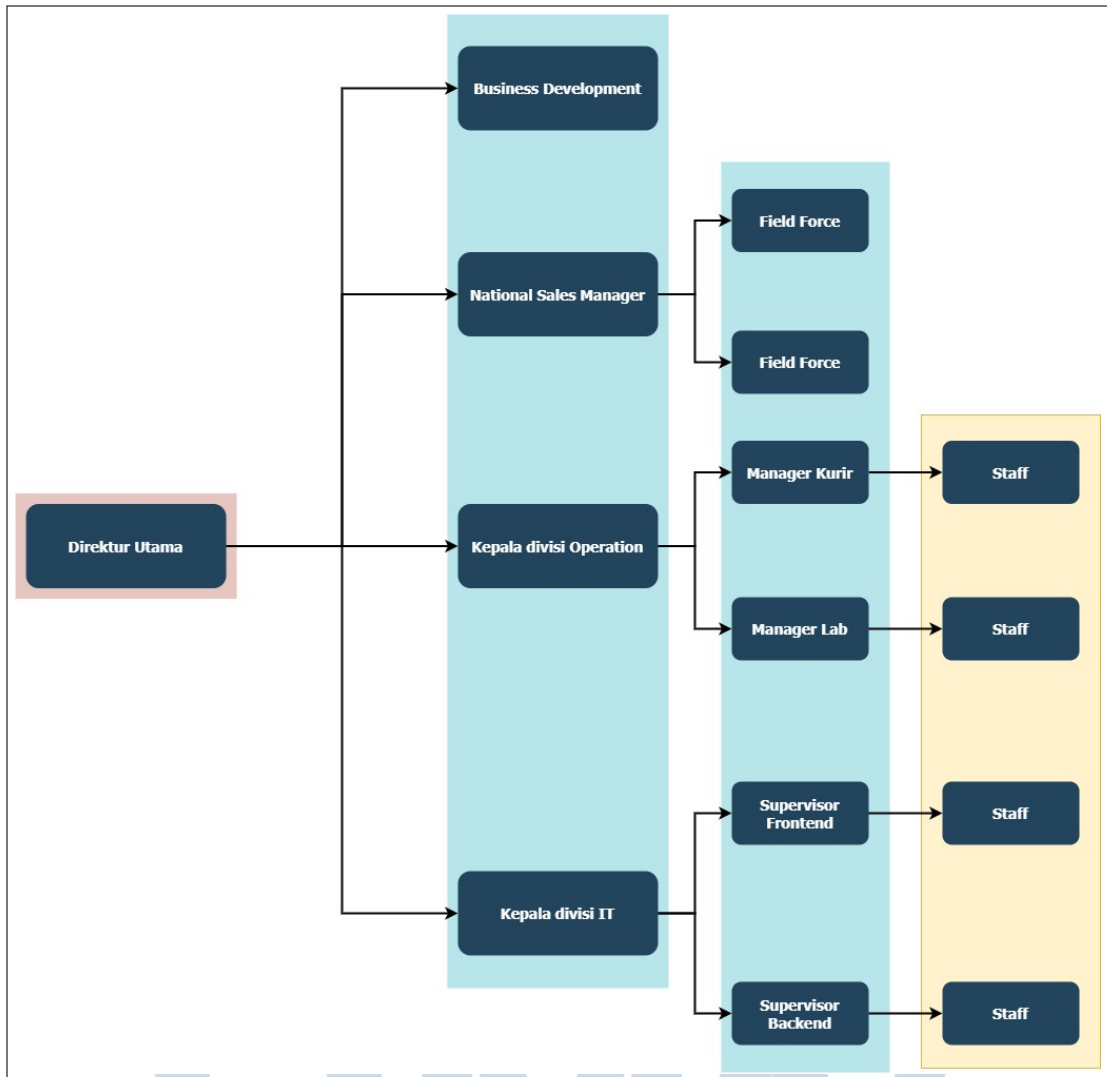 Business Development
Field Force
National Sales Manager
Field Force
Manager Kurir
Staff
Direktur Utama
Kepala divisi Operation
Manager Lab
Staff
Supervisor
Frontend
Staff
Kepala divisi IT
Supervisor
Backend
Staff